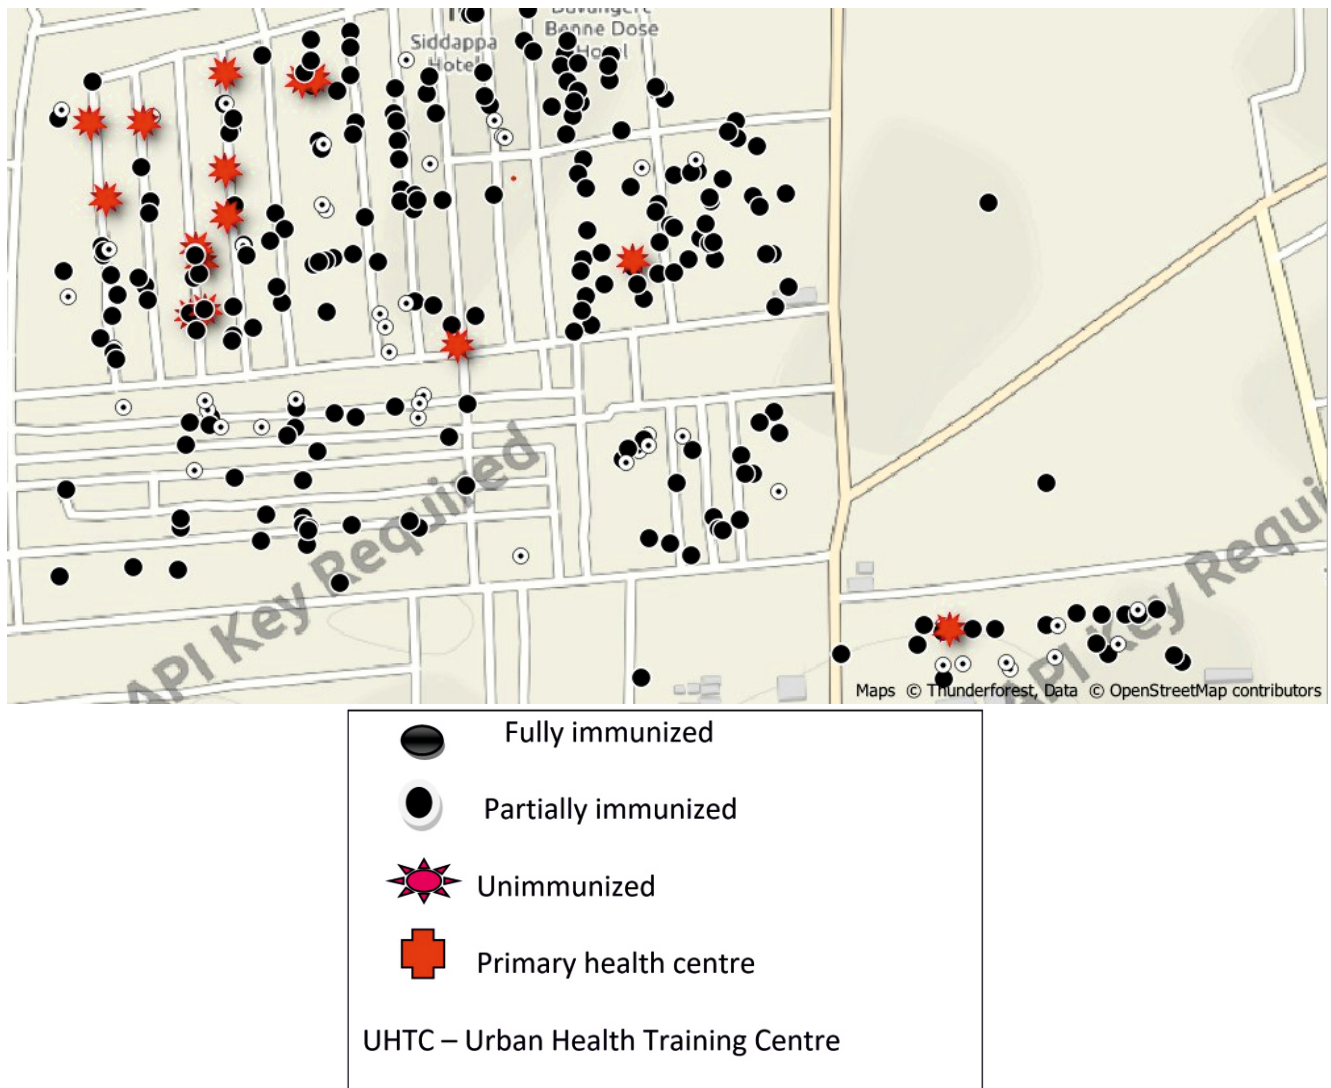 Davangere
Benne Dose
Hotel
Siddappa
Hotel
API Key Required
API Key Requi
Maps © Thunderforest, Data © OpenStreetMap contributors
Fully immunized
Partially immunized
Unimmunized
Primary health centre
UHTC – Urban Health Training Centre